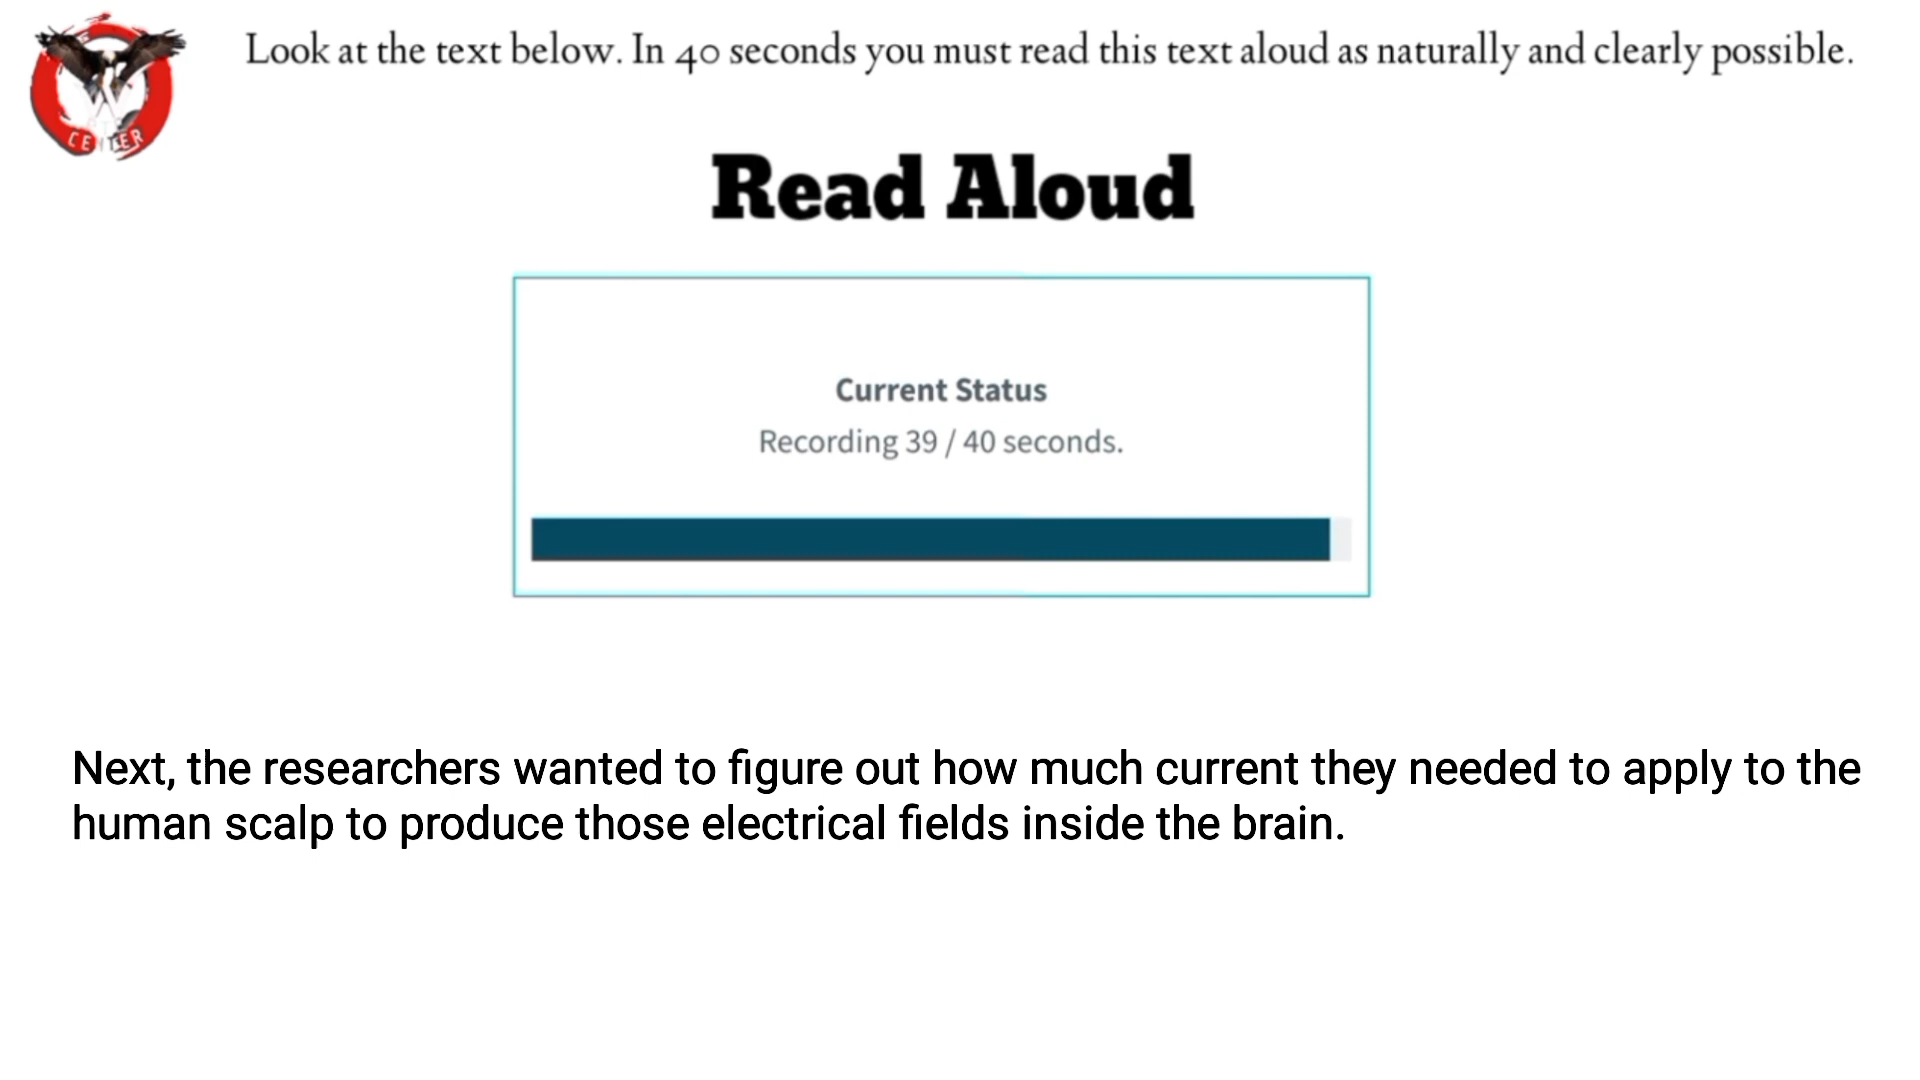 Look at the text below. In 40 seconds you must read this text aloud as naturally and clearly possible.
CENTER
Read Aloud
Current Status
Recording 39 / 40 seconds.
Next, the researchers wanted to figure out how much current they needed to apply to the
human scalp to produce those electrical fields inside the brain.